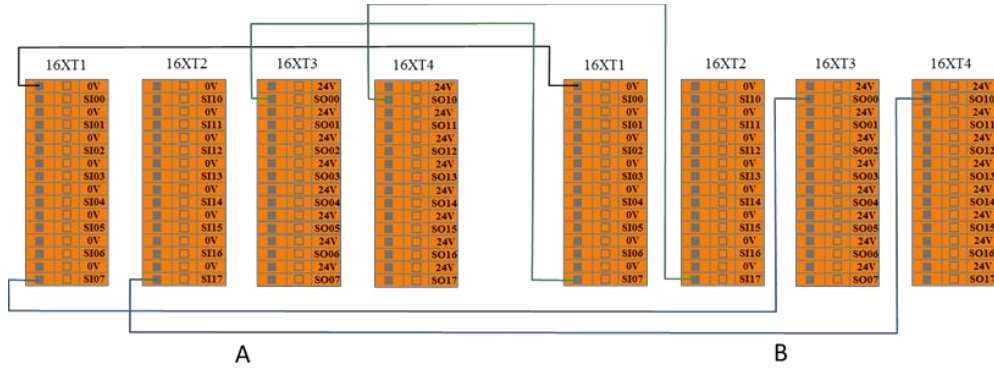 16XT1 16XT2 16XT3 16XT4 16XT1 16XT2 16XT3 16XT4
0V 0V 24V 24V 0V 0V 24V 24V
SI00 SI10 SO00 SO10 SI00 SI10 SO00 SO10
0V 0V 24V 24V 0V 0V 24V 24V
SI01 SI11 SO01 SO11 SI01 SI11 SO01 SO11
0V 0V 24V 24V 0V 0V 24V 24V
SI02 SI12 SO02 SO12 SI02 SI12 SO02 SO12
0V 0V 24V 24V 0V 0V 24V 24V
SI03 SI13 SO03 SO13 SI03 SI13 SO03 SO13
0V 0V 24V 24V 0V 0V 24V 24V
SI04 SI14 SO04 SO14 SI04 SI14 SO04 SO14
0V 0V 24V 24V 0V 0V 24V 24V
SI05 SI15 SO05 SO15 SI05 SI15 SO05 SO15
0V 0V 24V 24V 0V 0V 24V 24V
SI06 SI16 SO06 SO16 SI06 SI16 SO06 SO16
0V 0V 24V 24V 0V 0V 24V 24V
SI07 SI17 SO07 SO17 SI07 SI17 SO07 SO17
A B